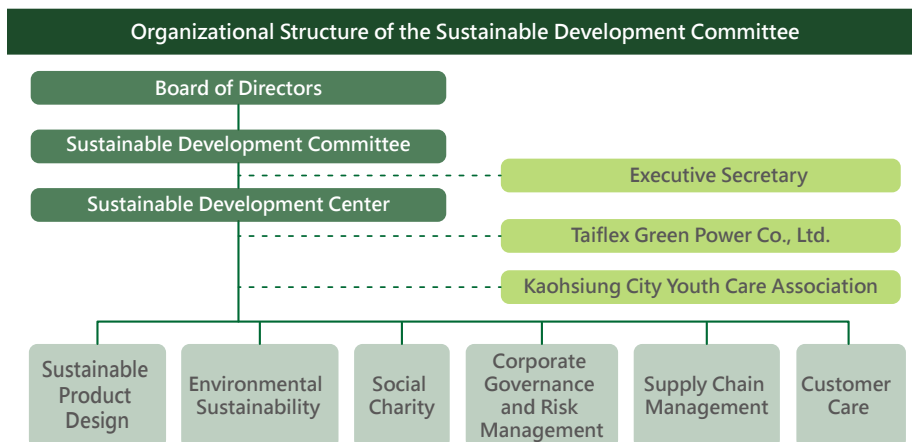 Organizational Structure of the Sustainable Development Committee
Board of Directors
Sustainable Development Committee
Executive Secretary
Sustainable Development Center
Taiflex Green Power Co., Ltd.
Kaohsiung City Youth Care Association
Sustainable
Product
Design
Environmental
Sustainability
Social
Charity
Corporate
Governance
and Risk
Management
Supply Chain
Management
Customer
Care